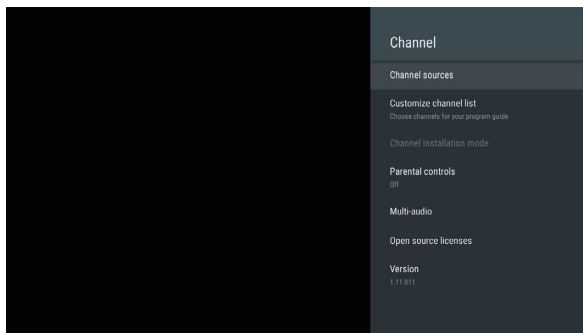 Channel
Channel sources
Customize channel list
Choose channels for your program guide
Channel installation mode
Parental controls
Off
Multi-audio
Open source licenses
Version
1.11.011